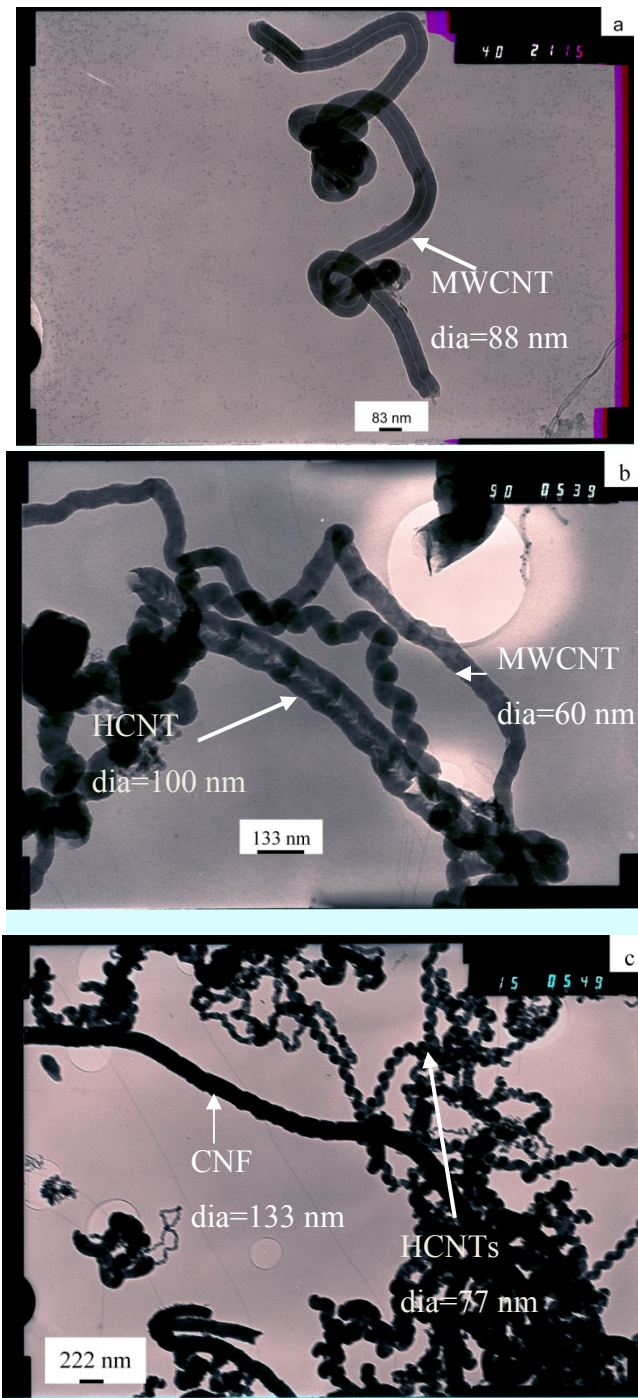 a
40 2115
MWCNT
dia=88 nm
83 nm
b
50 0539
MWCNT
dia=60 nm
HCNT
dia=100 nm
133 nm
c
15 0549
CNF
dia=133 nm
HCNTs
dia=77 nm
222 nm